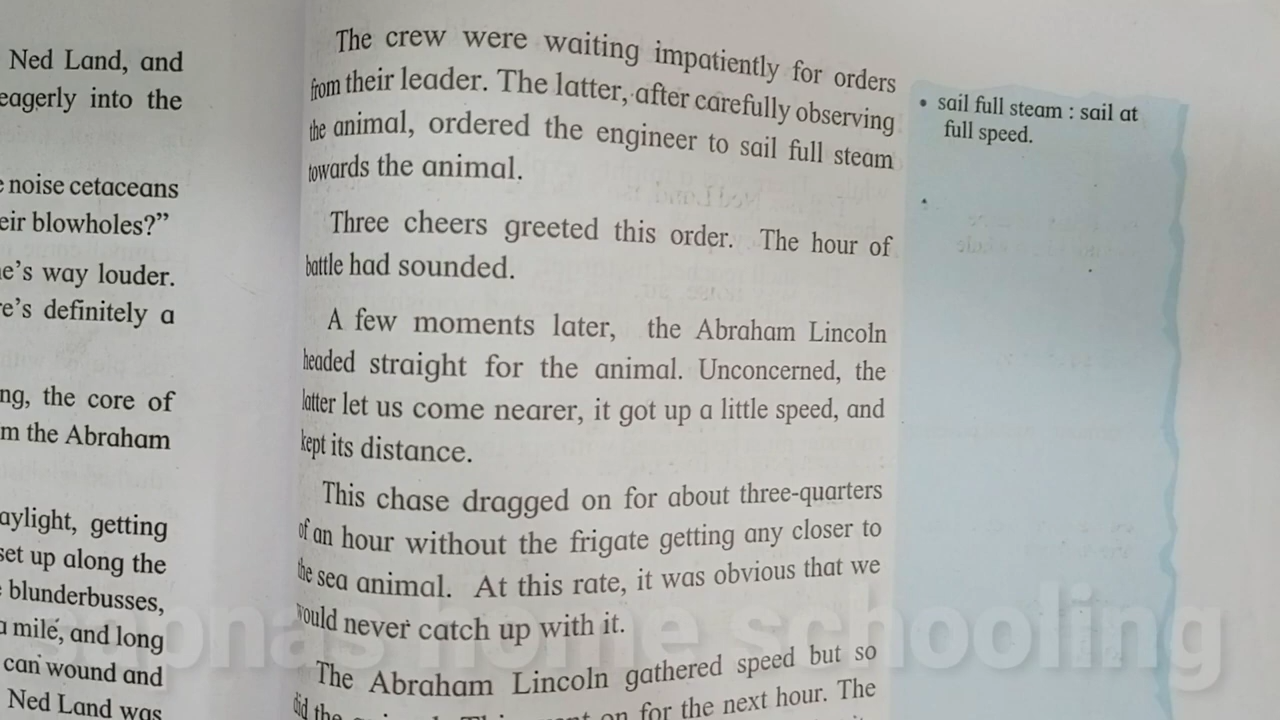 Ned Land, and
eagerly into the
noise cetaceans
eir blowholes?”
e’s way louder.
re’s definitely a
ng, the core of
m the Abraham
aylight, getting
set up along the
blunderbusses,
a mile, and long
can wound and
Ned Land was
The crew were waiting impatiently for orders
from their leader. The latter, after carefully observing
the animal, ordered the engineer to sail full steam
towards the animal.
Three cheers greeted this order. The hour of
battle had sounded.
A few moments later, the Abraham Lincoln
headed straight for the animal. Unconcerned, the
latter let us come nearer, it got up a little speed, and
kept its distance.
This chase dragged on for about three-quarters
of an hour without the frigate getting any closer to
the sea animal. At this rate, it was obvious that we
would never catch up with it.
The Abraham Lincoln gathered speed but so
did the on for the next hour. The
• sail full steam : sail at
full speed.
sapnas home schooling